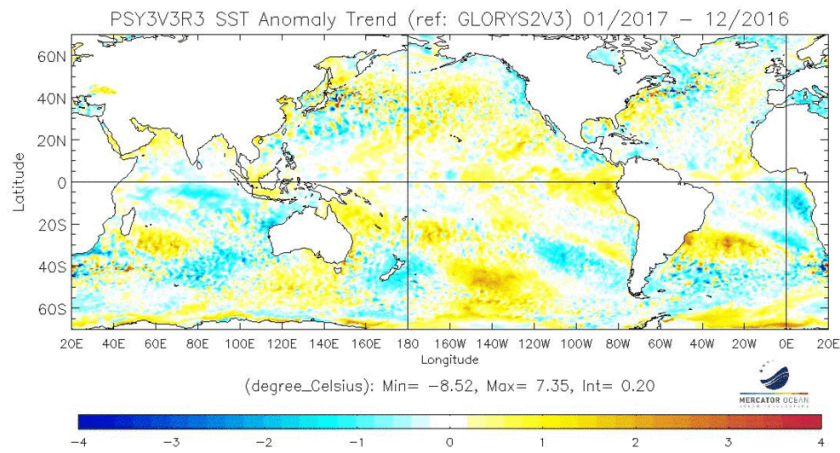 PSY3V3R3 SST Anomaly Trend (ref: GLORYS2V3) 01/2017 – 12/2016
60N
40N
20N
0
20S
40S
60S
Latitude
20E 40E 60E 80E 100E 120E 140E 160E 180 160W 140W 120W 100W 80W 60W 40W 20W 0E 20E
Longitude
(degree_Celsius): Min= −8.52, Max= 7.35, Int= 0.20
MERCATOR OCEAN
−4 −3 −2 −1 0 1 2 3 4